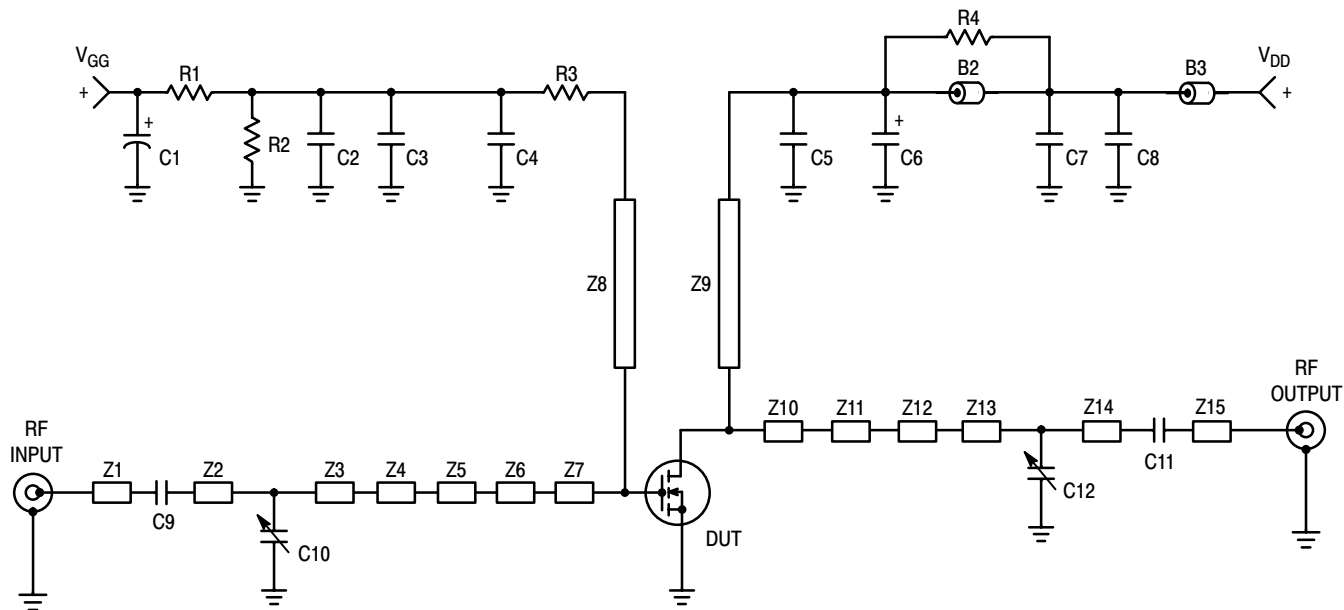 R4
V_GG
+
R1
R3
B2
B3
V_DD
+
+
C1
R2
C2
C3
C4
C5
+
C6
C7
C8
Z8
Z9
RF
INPUT
Z1
C9
Z2
C10
Z3
Z4
Z5
Z6
Z7
DUT
Z10
Z11
Z12
Z13
C12
Z14
C11
Z15
RF
OUTPUT